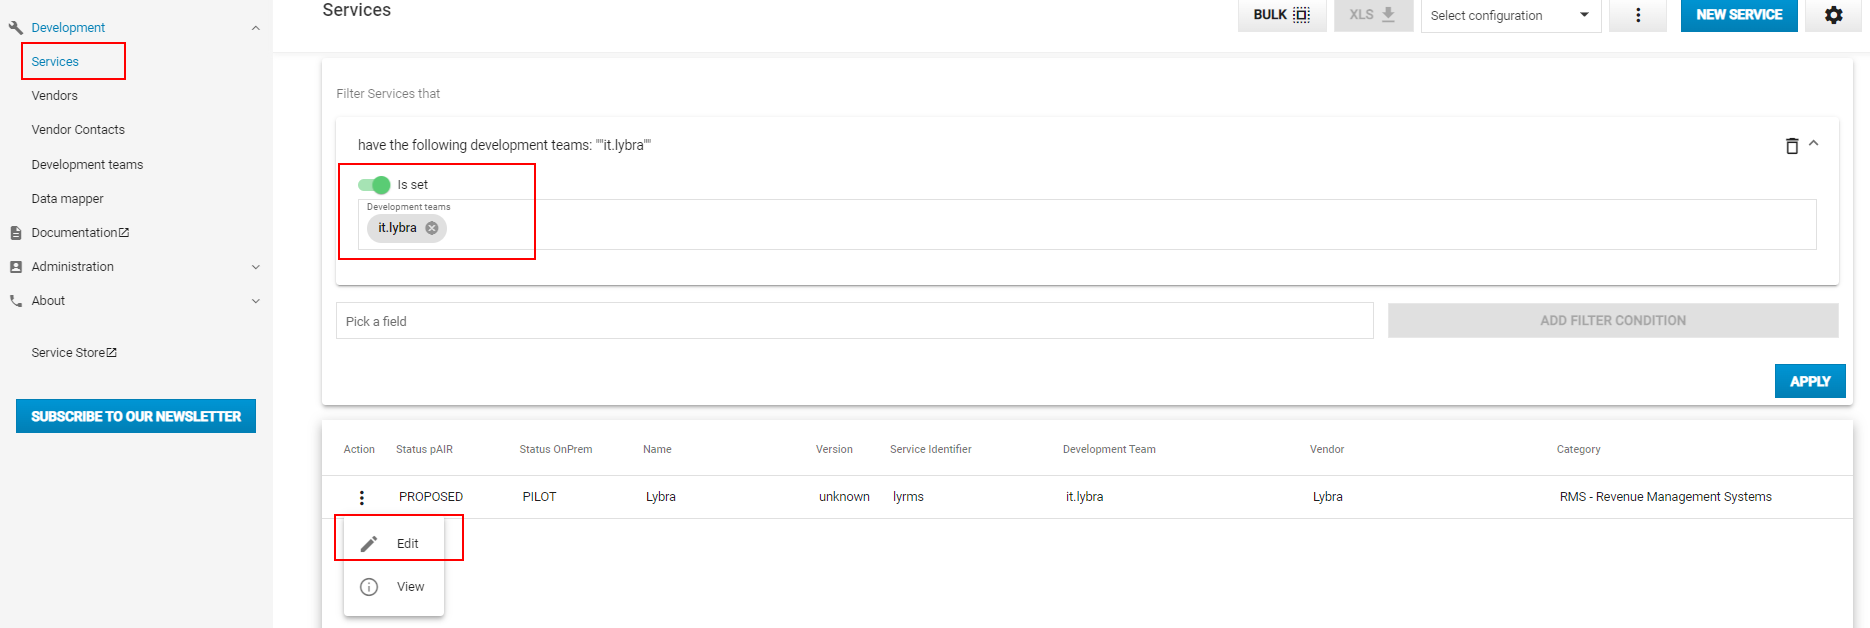 Services
BULK
XLS
Select configuration
NEW SERVICE
Development
Services
Vendors
Vendor Contacts
Development teams
Data mapper
Documentation
Administration
About
Service Store
SUBSCRIBE TO OUR NEWSLETTER
Filter Services that
have the following development teams: ""it.lybra""
Is set
Development teams
it.lybra
Pick a field
ADD FILTER CONDITION
APPLY
Action Status pAIR Status OnPrem Name Version Service Identifier Development Team Vendor Category
PROPOSED PILOT Lybra unknown lyrms it.lybra Lybra RMS - Revenue Management Systems
Edit
View